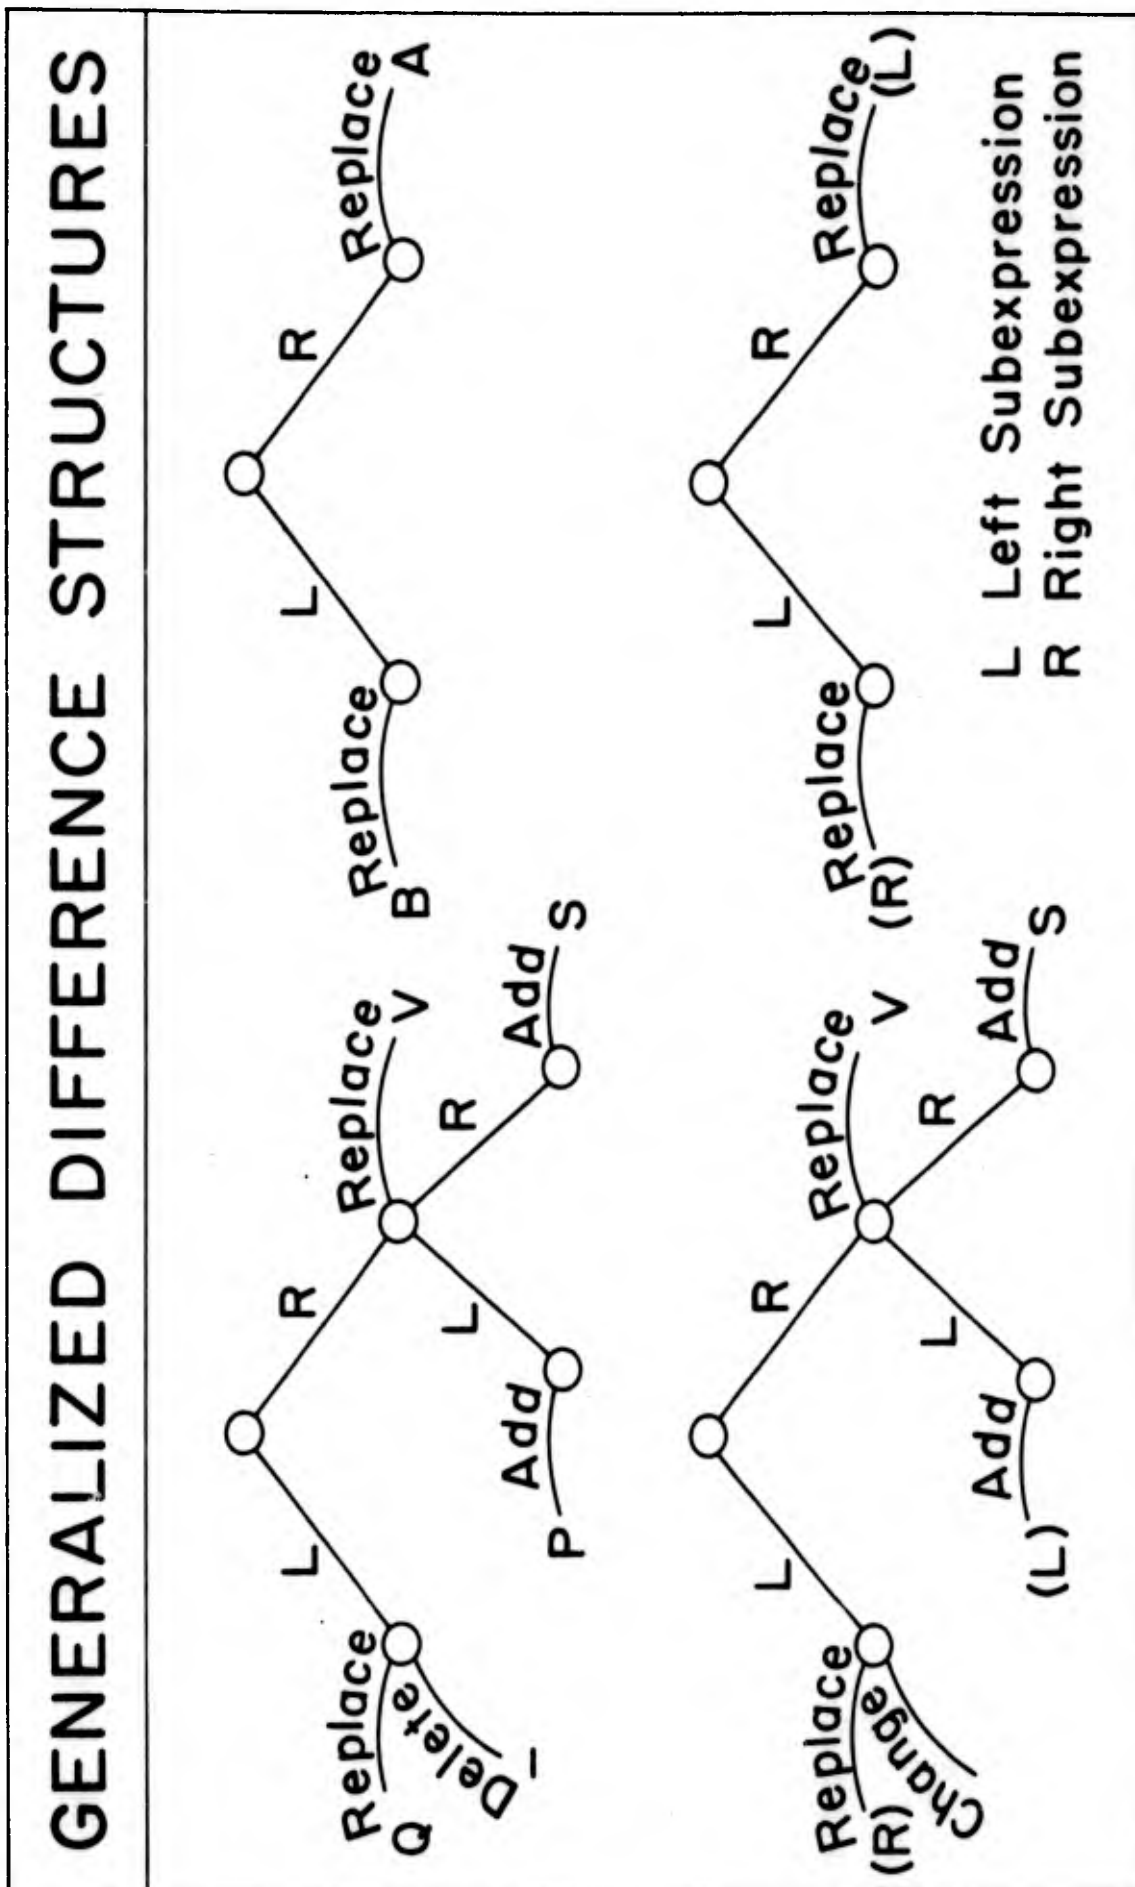 GENERALIZED DIFFERENCE STRUCTURES
L
R
Replace
Q
Delete
–
Replace
V
L
R
Add
P
Add
S
L
R
Replace
B
Replace
A
L
R
Replace
(R)
Change
Replace
V
L
R
Add
(L)
Add
S
L
R
Replace
(R)
Replace
(L)
L Left Subexpression
R Right Subexpression